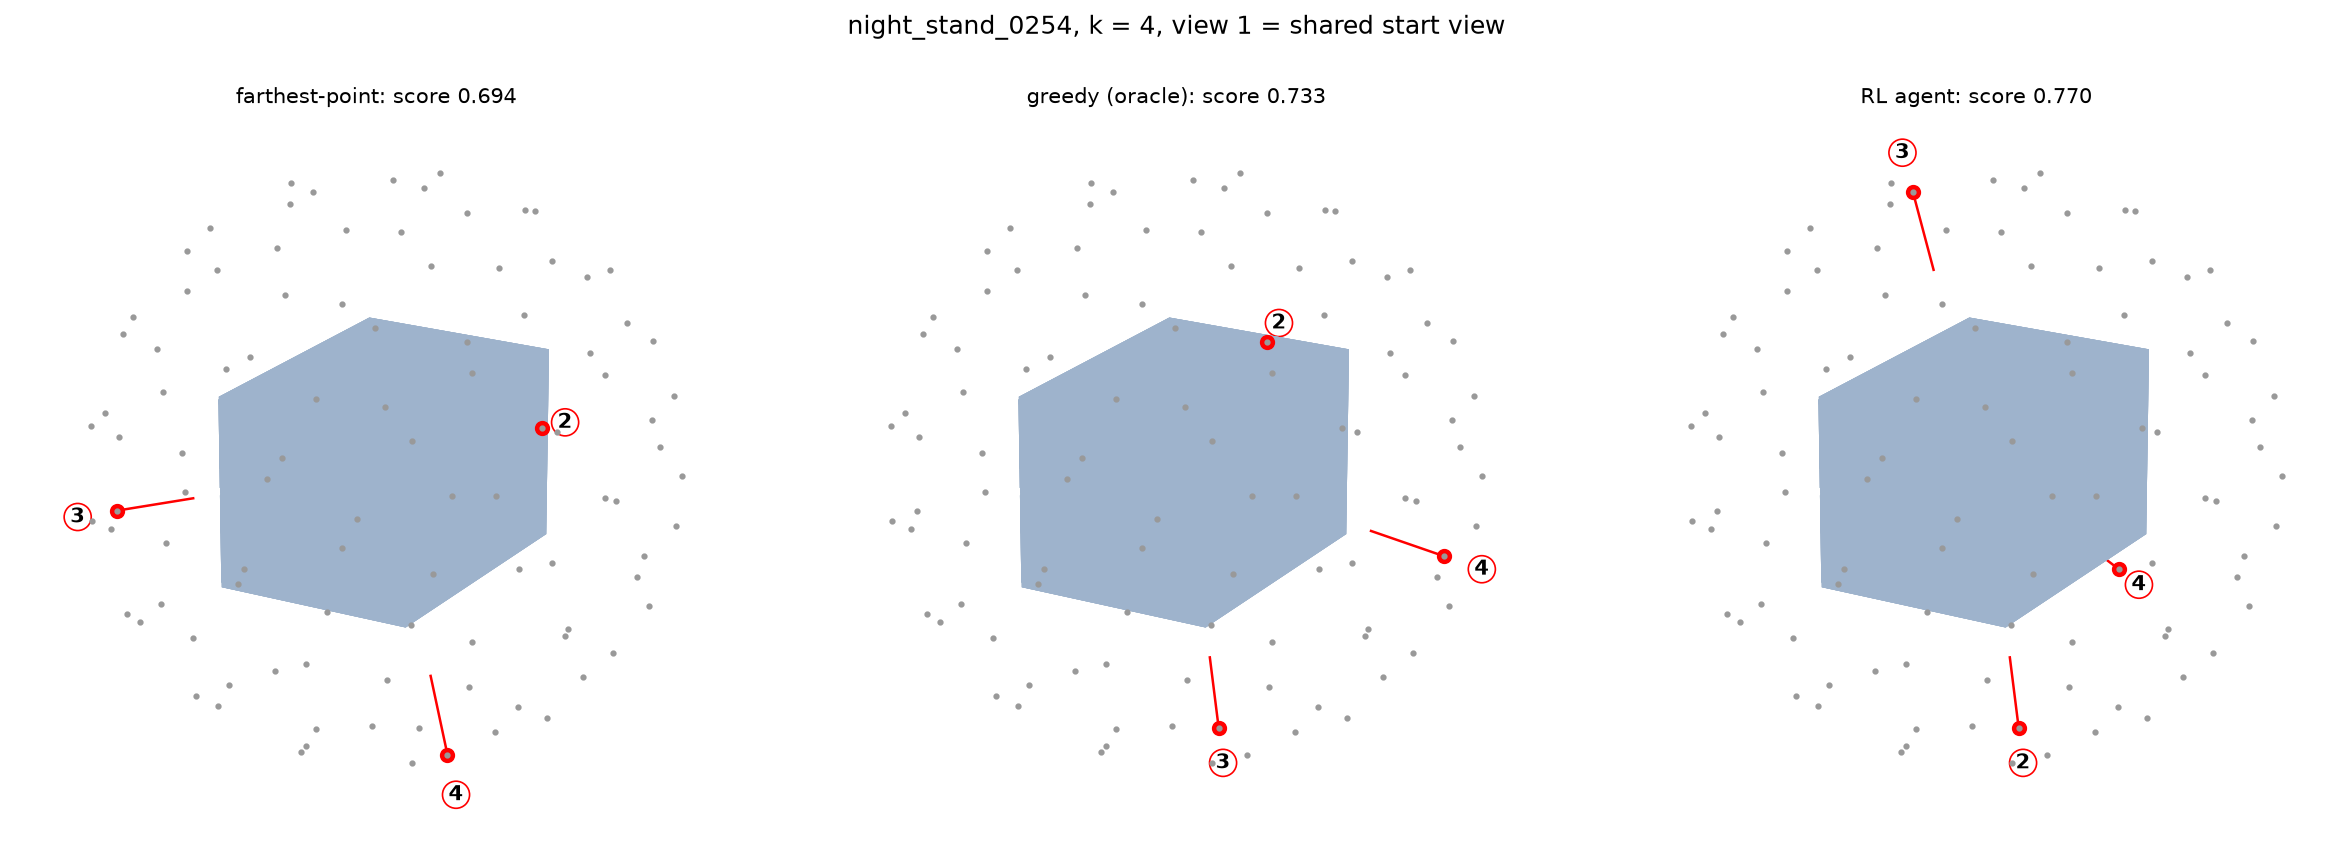 night_stand_0254, k = 4, view 1 = shared start view
farthest-point: score 0.694
2
3
4
greedy (oracle): score 0.733
2
4
3
RL agent: score 0.770
3
4
2